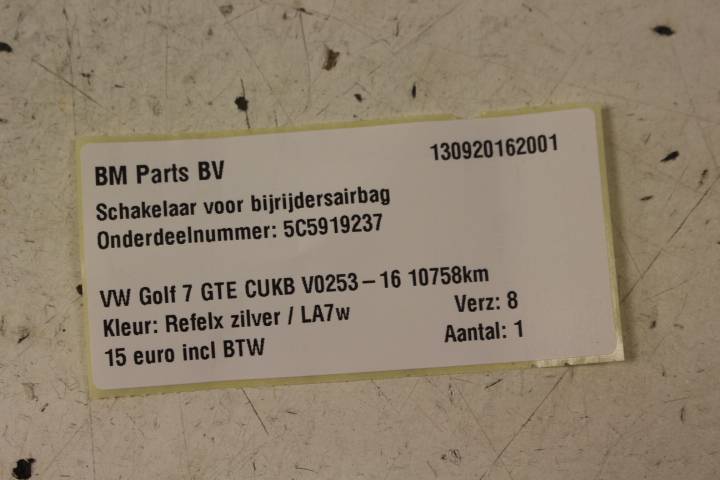 BM Parts BV
130920162001
Schakelaar voor bijrijdersairbag
Onderdeelnummer: 5C5919237
VW Golf 7 GTE CUKB V0253-16 10758km
Kleur: Refelx zilver / LA7w
Verz: 8
15 euro incl BTW
Aantal: 1